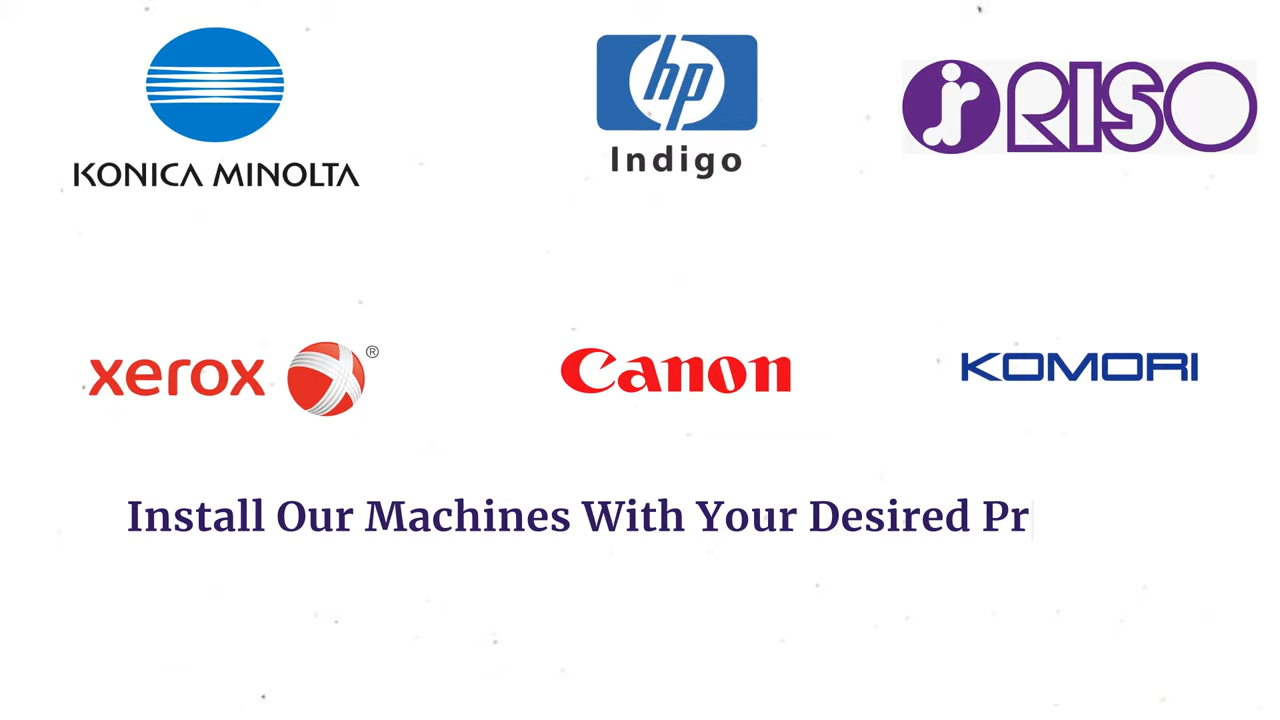 KONICA MINOLTA
hp
Indigo
RISO
xerox ®
Canon
KOMORI
Install Our Machines With Your Desired Pr